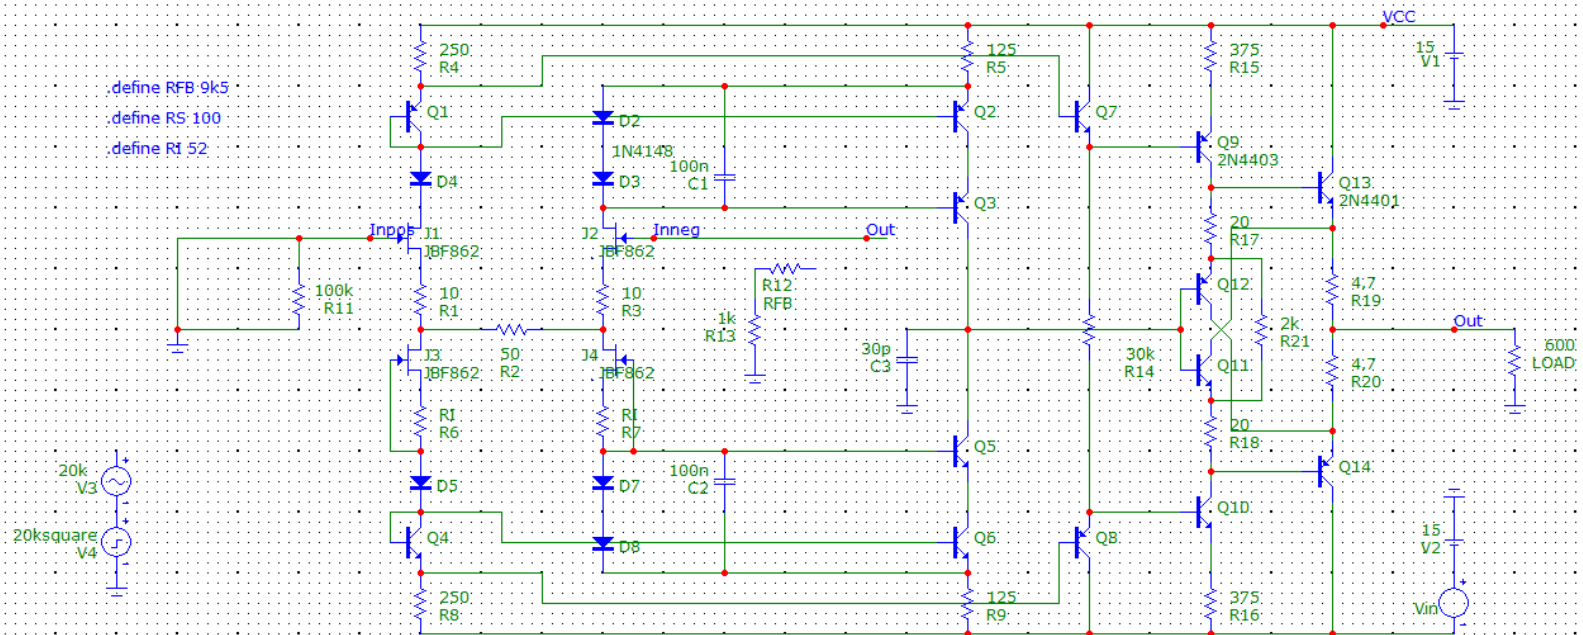 VCC
250
R4
125
R5
375
R15
15
V1
.define RFB 9k5
.define RS 100
.define RI 52
Q1
D2
1N4148
Q2
Q7
Q9
2N4403
100n
C1
D4
D3
Q13
2N4401
Q3
Inpos
J1
JBF862
J2
JBF862
Inneg
Out
20
R17
100k
R11
10
R1
10
R3
R12
RFB
1k
R13
Q12
4.7
R19
2k
R21
Out
50
R2
J3
JBF862
J4
JBF862
30p
C3
30k
R14
Q11
4.7
R20
600
LOAD
RI
R6
RI
R7
20
R18
Q5
20k
V3
D5
D7
100n
C2
Q14
Q10
20ksquare
V4
Q4
D8
Q6
Q8
15
V2
250
R8
125
R9
375
R16
Vin